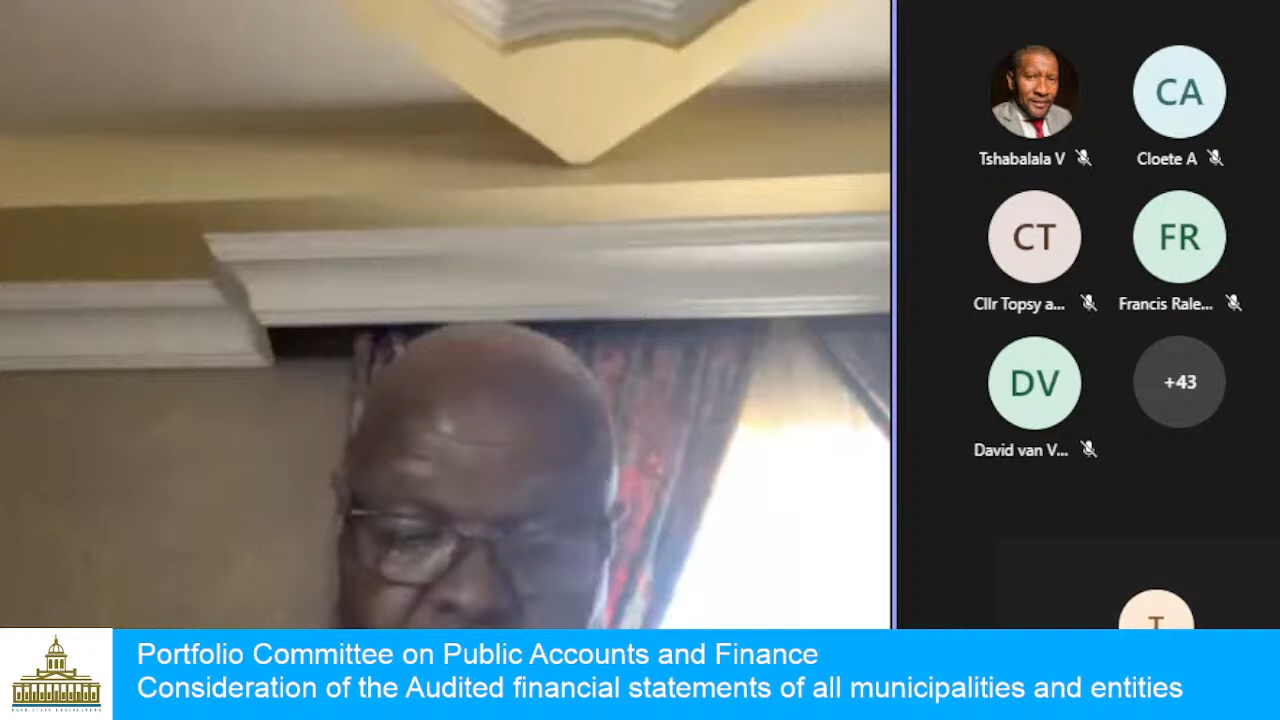 CA
Tshabalala V
Cloete A
CT
FR
Cllr Topsy a...
Francis Rale...
DV
+43
David van V...
T
Portfolio Committee on Public Accounts and Finance
Consideration of the Audited financial statements of all municipalities and entities